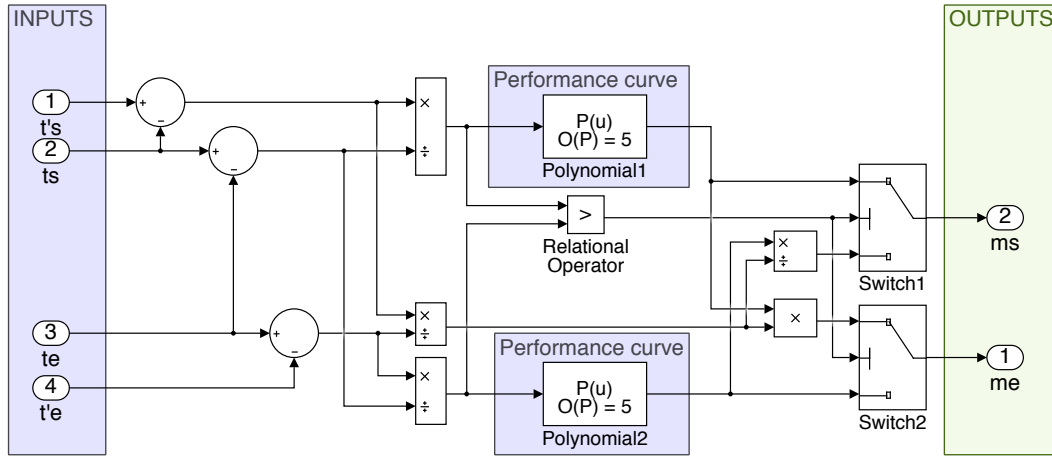 INPUTS
OUTPUTS
1
t's
2
ts
3
te
4
t'e
+
−
+
−
+
−
×
÷
×
÷
×
÷
Performance curve
P(u)
O(P) = 5
Polynomial1
>
Relational
Operator
Performance curve
P(u)
O(P) = 5
Polynomial2
×
÷
×
Switch1
Switch2
2
ms
1
me